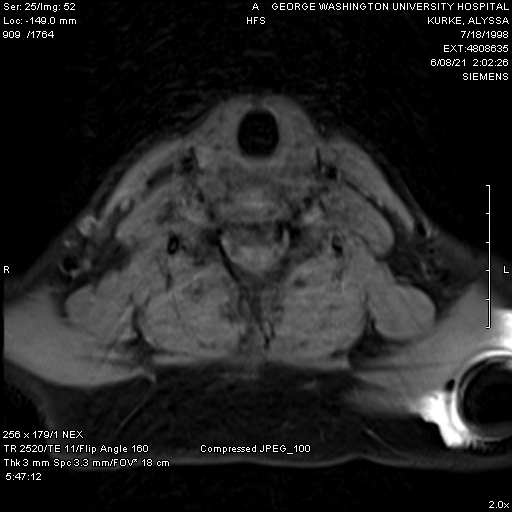 Ser: 25/Img: 52
Loc: -149.0 mm
909 /1764
A
HFS
GEORGE WASHINGTON UNIVERSITY HOSPITAL
KURKE, ALYSSA
7/18/1998
EXT:4808635
6/08/21 2:02:26
SIEMENS
R
L
256 x 179/1 NEX
TR 2520/TE 11/Flip Angle 160
Thk 3 mm Spc 3.3 mm/FOV* 18 cm
5:47:12
Compressed JPEG_100
2.0x